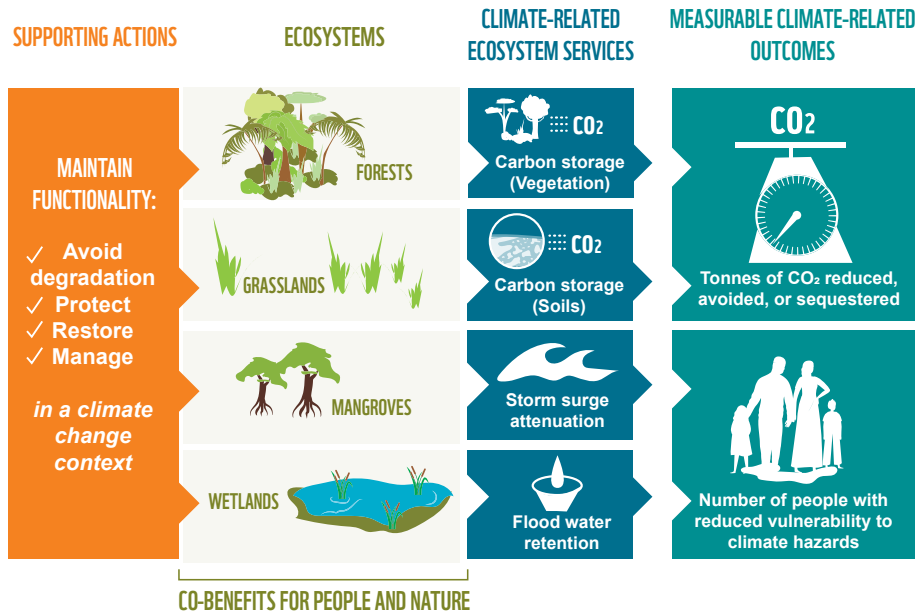 SUPPORTING ACTIONS
ECOSYSTEMS
CLIMATE-RELATED
ECOSYSTEM SERVICES
MEASURABLE CLIMATE-RELATED
OUTCOMES
MAINTAIN
FUNCTIONALITY:
✓ Avoid
degradation
✓ Protect
✓ Restore
✓ Manage
in a climate
change
context
FORESTS
GRASSLANDS
MANGROVES
WETLANDS
CO₂
Carbon storage
(Vegetation)
CO₂
Carbon storage
(Soils)
Storm surge
attenuation
Flood water
retention
CO₂
Tonnes of CO₂ reduced,
avoided, or sequestered
Number of people with
reduced vulnerability to
climate hazards
CO-BENEFITS FOR PEOPLE AND NATURE